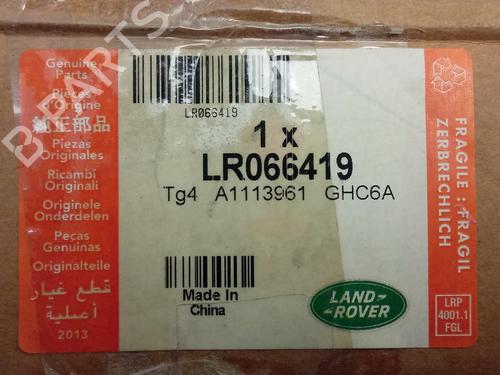 Genuine
Parts
Pièces
d'Origine
純正部品
Piezas
Originales
Ricambi
Originali
Originele
Onderdelen
Peças
Genuinas
Originalteile
قطع غيار
أصلية
2013
LR066419
1 x
LR066419
Tg4 A1113961 GHC6A
Made In
China
LAND-
-ROVER
FRAGILE : FRAGIL
ZERBRECHLICH
LRP
4001.1
FGL
B-PARTS